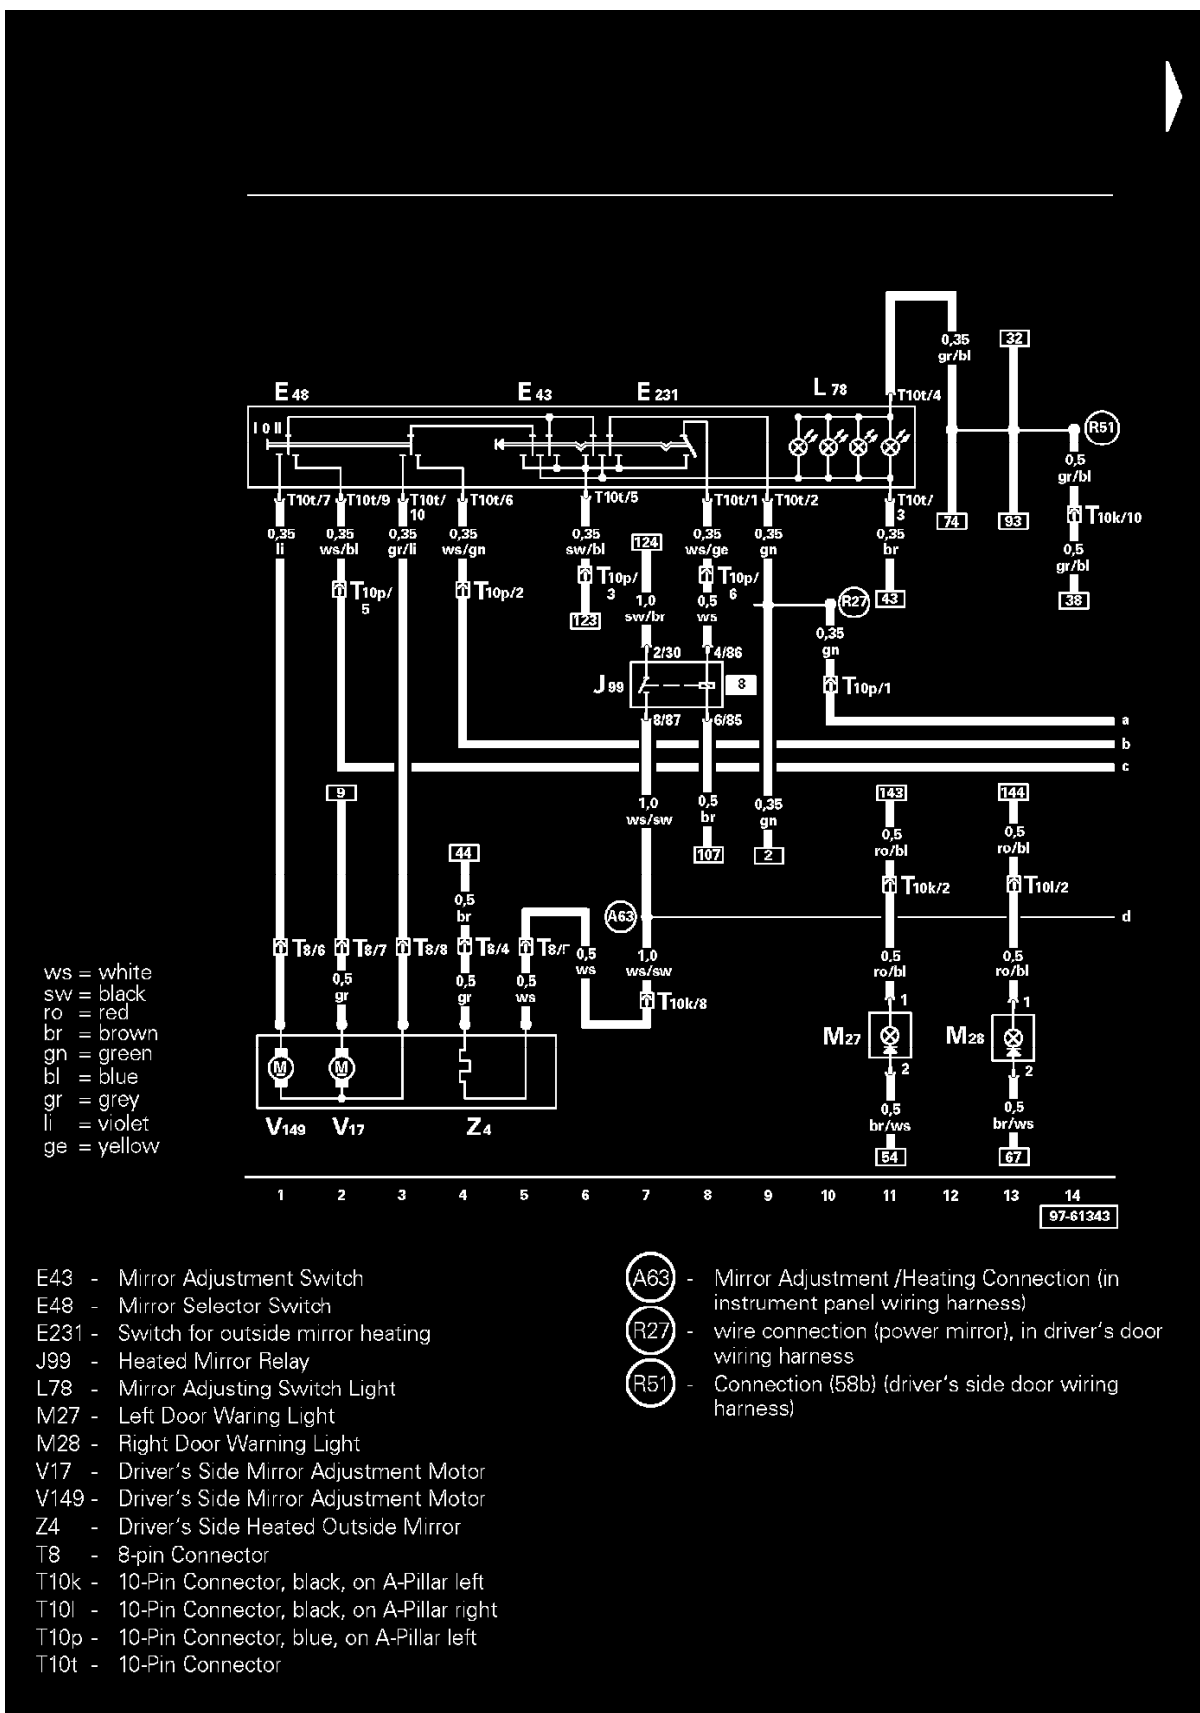 0,35
gr/bl
32
E 48
E 43
E 231
L 78
T10t/4
R51
I 0 II
0,5
gr/bl
T10t/7
T10t/9
T10t/
10
T10t/6
T10t/5
T10t/1
T10t/2
T10t/
3
74
93
T10k/10
0,35
li
0,35
ws/bl
0,35
gr/li
0,35
ws/gn
0,35
sw/bl
124
0,35
ws/ge
0,35
gn
0,35
br
0,5
gr/bl
T10p/
5
T10p/2
T10p/
3
T10p/
6
123
1,0
sw/br
0,5
ws
R27
43
38
0,35
gn
2/30
4/86
J 99
8
T10p/1
8/87
6/85
a
b
c
9
1,0
ws/sw
0,5
br
0,35
gn
143
144
0,5
ro/bl
0,5
ro/bl
44
107
2
T10k/2
T10l/2
0,5
br
A63
d
T8/6
T8/7
T8/8
T8/4
0,5
ws
1,0
ws/sw
0,5
ro/bl
0,5
ro/bl
0,5
gr
0,5
gr
0,5
ws
T10k/8
1
1
M27
M28
M
M
2
2
V149
V17
Z4
0,5
br/ws
0,5
br/ws
54
67
ws = white
sw = black
ro = red
br = brown
gn = green
bl = blue
gr = grey
li = violet
ge = yellow
1 2 3 4 5 6 7 8 9 10 11 12 13 14
97-61343
E43 - Mirror Adjustment Switch
E48 - Mirror Selector Switch
E231 - Switch for outside mirror heating
J99 - Heated Mirror Relay
L78 - Mirror Adjusting Switch Light
M27 - Left Door Waring Light
M28 - Right Door Warning Light
V17 - Driver's Side Mirror Adjustment Motor
V149 - Driver's Side Mirror Adjustment Motor
Z4 - Driver's Side Heated Outside Mirror
T8 - 8-pin Connector
T10k - 10-Pin Connector, black, on A-Pillar left
T10l - 10-Pin Connector, black, on A-Pillar right
T10p - 10-Pin Connector, blue, on A-Pillar left
T10t - 10-Pin Connector
A63 - Mirror Adjustment /Heating Connection (in
instrument panel wiring harness)
R27 - wire connection (power mirror), in driver's door
wiring harness
R51 - Connection (58b) (driver's side door wiring
harness)